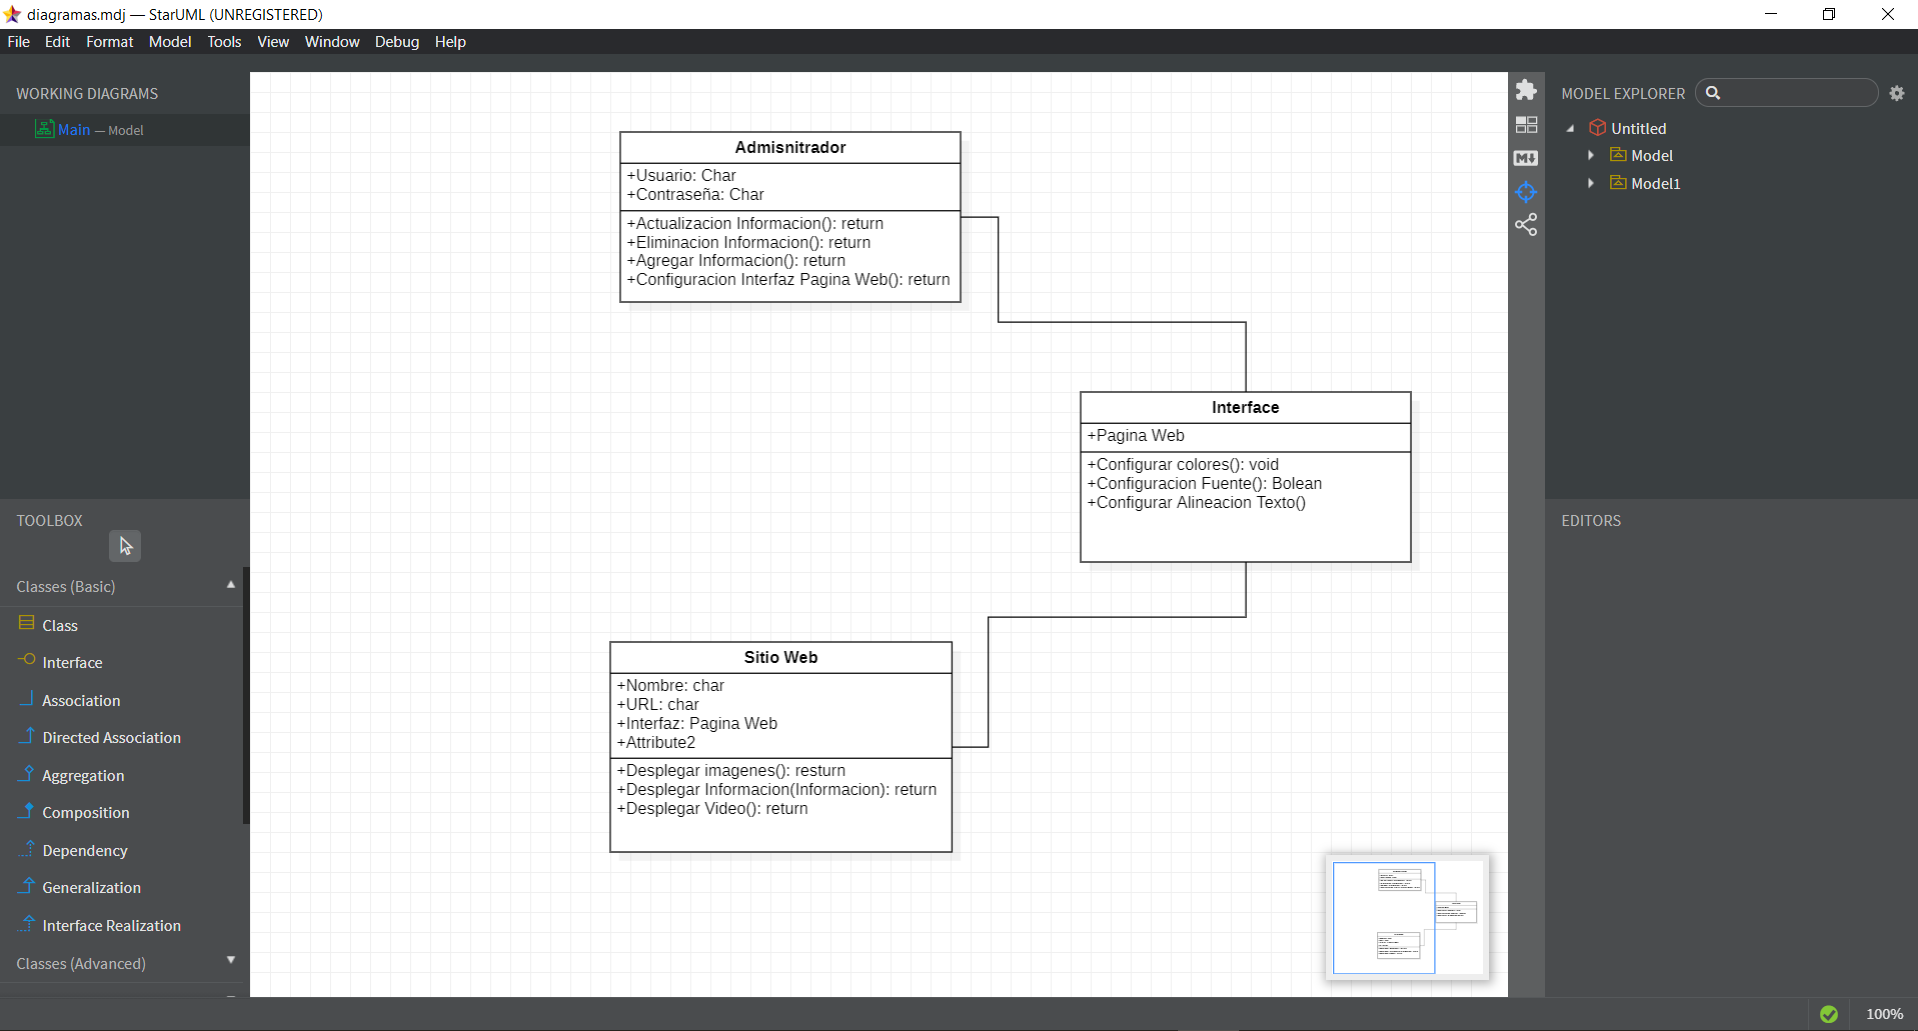 diagramas.mdj — StarUML (UNREGISTERED)
File Edit Format Model Tools View Window Debug Help
WORKING DIAGRAMS
Main — Model
TOOLBOX
Classes (Basic)
Class
Interface
Association
Directed Association
Aggregation
Composition
Dependency
Generalization
Interface Realization
Classes (Advanced)
Admisnitrador
+Usuario: Char
+Contraseña: Char
+Actualizacion Informacion(): return
+Eliminacion Informacion(): return
+Agregar Informacion(): return
+Configuracion Interfaz Pagina Web(): return
Interface
+Pagina Web
+Configurar colores(): void
+Configuracion Fuente(): Bolean
+Configurar Alineacion Texto()
Sitio Web
+Nombre: char
+URL: char
+Interfaz: Pagina Web
+Attribute2
+Desplegar imagenes(): resturn
+Desplegar Informacion(Informacion): return
+Desplegar Video(): return
MODEL EXPLORER
Untitled
Model
Model1
EDITORS
100%